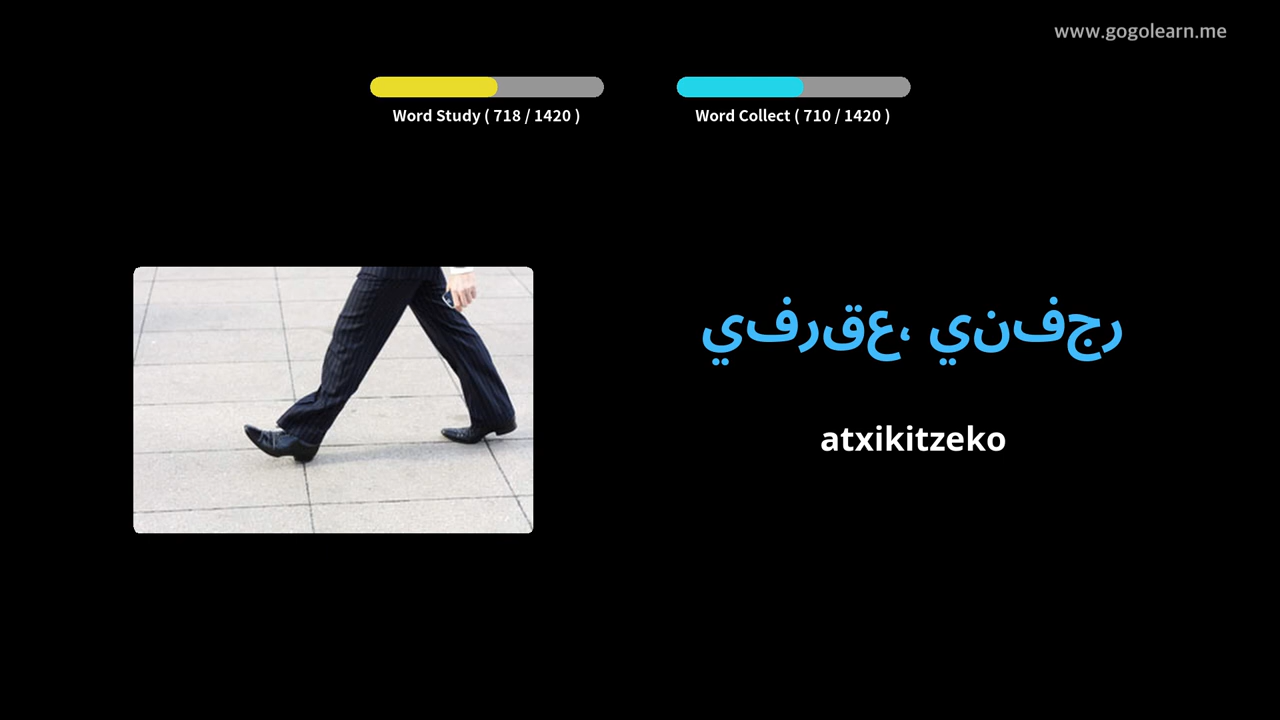 www.gogolearn.me
Word Study ( 718 / 1420 )
Word Collect ( 710 / 1420 )
يفرقع، ينفجر
atxikitzeko